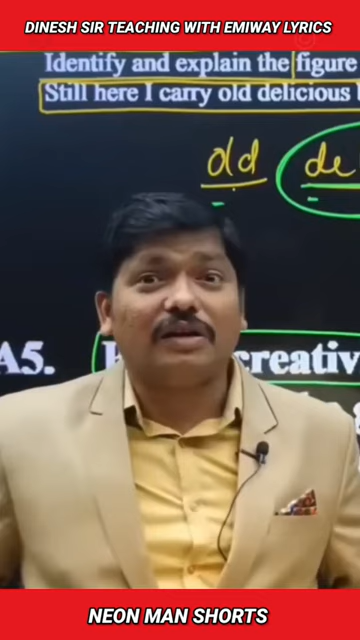 DINESH SIR TEACHING WITH EMIWAY LYRICS
Identify and explain the figure
Still here I carry old delicious
old de
A5. creativ
NEON MAN SHORTS